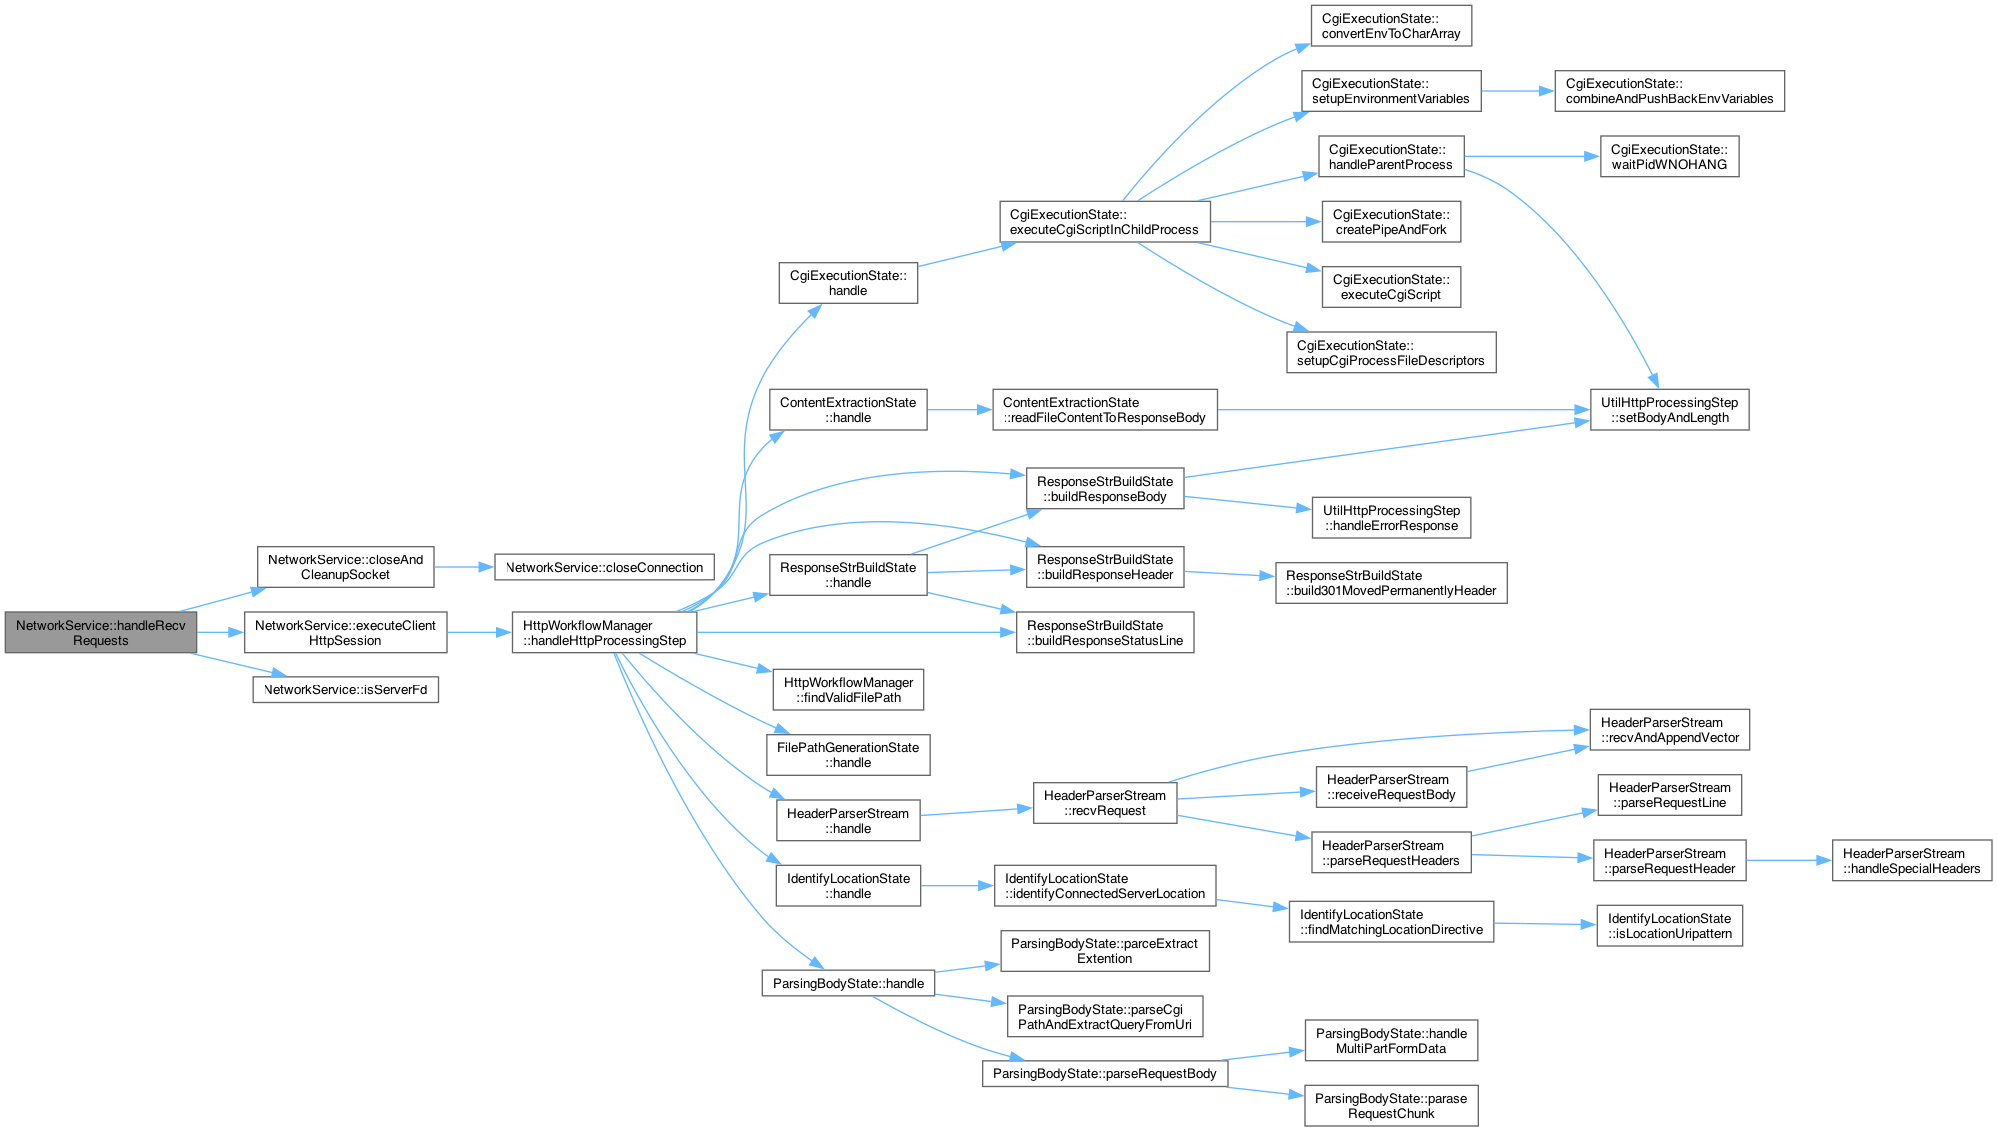 NetworkService::handleRecv
Requests
NetworkService::closeAnd
CleanupSocket
NetworkService::closeConnection
NetworkService::executeClient
HttpSession
NetworkService::isServerFd
HttpWorkflowManager
::handleHttpProcessingStep
CgiExecutionState::
handle
CgiExecutionState::
executeCgiScriptInChildProcess
CgiExecutionState::
convertEnvToCharArray
CgiExecutionState::
setupEnvironmentVariables
CgiExecutionState::
combineAndPushBackEnvVariables
CgiExecutionState::
handleParentProcess
CgiExecutionState::
waitPidWNOHANG
CgiExecutionState::
createPipeAndFork
CgiExecutionState::
executeCgiScript
CgiExecutionState::
setupCgiProcessFileDescriptors
ContentExtractionState
::handle
ContentExtractionState
::readFileContentToResponseBody
UtilHttpProcessingStep
::setBodyAndLength
ResponseStrBuildState
::buildResponseBody
UtilHttpProcessingStep
::handleErrorResponse
ResponseStrBuildState
::handle
ResponseStrBuildState
::buildResponseHeader
ResponseStrBuildState
::build301MovedPermanentlyHeader
ResponseStrBuildState
::buildResponseStatusLine
HttpWorkflowManager
::findValidFilePath
FilePathGenerationState
::handle
HeaderParserStream
::handle
HeaderParserStream
::recvRequest
HeaderParserStream
::recvAndAppendVector
HeaderParserStream
::receiveRequestBody
HeaderParserStream
::parseRequestLine
HeaderParserStream
::parseRequestHeaders
HeaderParserStream
::parseRequestHeader
HeaderParserStream
::handleSpecialHeaders
IdentifyLocationState
::handle
IdentifyLocationState
::identifyConnectedServerLocation
IdentifyLocationState
::findMatchingLocationDirective
IdentifyLocationState
::isLocationUripattern
ParsingBodyState::handle
ParsingBodyState::parceExtract
Extention
ParsingBodyState::parseCgi
PathAndExtractQueryFromUri
ParsingBodyState::parseRequestBody
ParsingBodyState::handle
MultiPartFormData
ParsingBodyState::parase
RequestChunk